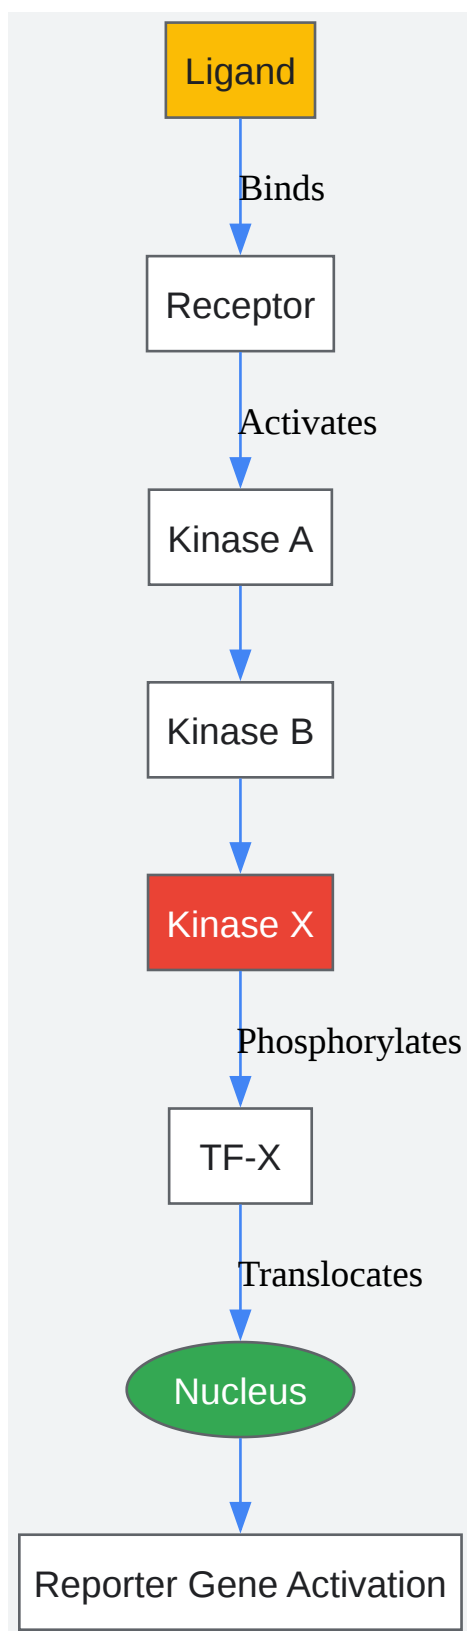 Ligand
Binds
Receptor
Activates
Kinase A
Kinase B
Kinase X
Phosphorylates
TF-X
Translocates
Nucleus
Reporter Gene Activation